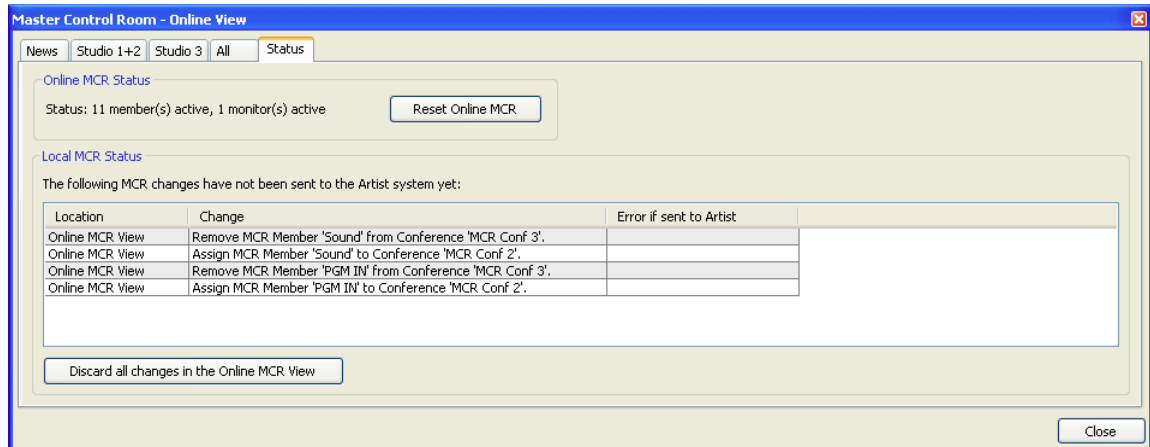 Master Control Room - Online View
News Studio 1+2 Studio 3 All Status
Online MCR Status
Status: 11 member(s) active, 1 monitor(s) active Reset Online MCR
Local MCR Status
The following MCR changes have not been sent to the Artist system yet:
Location Change Error if sent to Artist
Online MCR View Remove MCR Member 'Sound' from Conference 'MCR Conf 3'.
Online MCR View Assign MCR Member 'Sound' to Conference 'MCR Conf 2'.
Online MCR View Remove MCR Member 'PGM IN' from Conference 'MCR Conf 3'.
Online MCR View Assign MCR Member 'PGM IN' to Conference 'MCR Conf 2'.
Discard all changes in the Online MCR View
Close